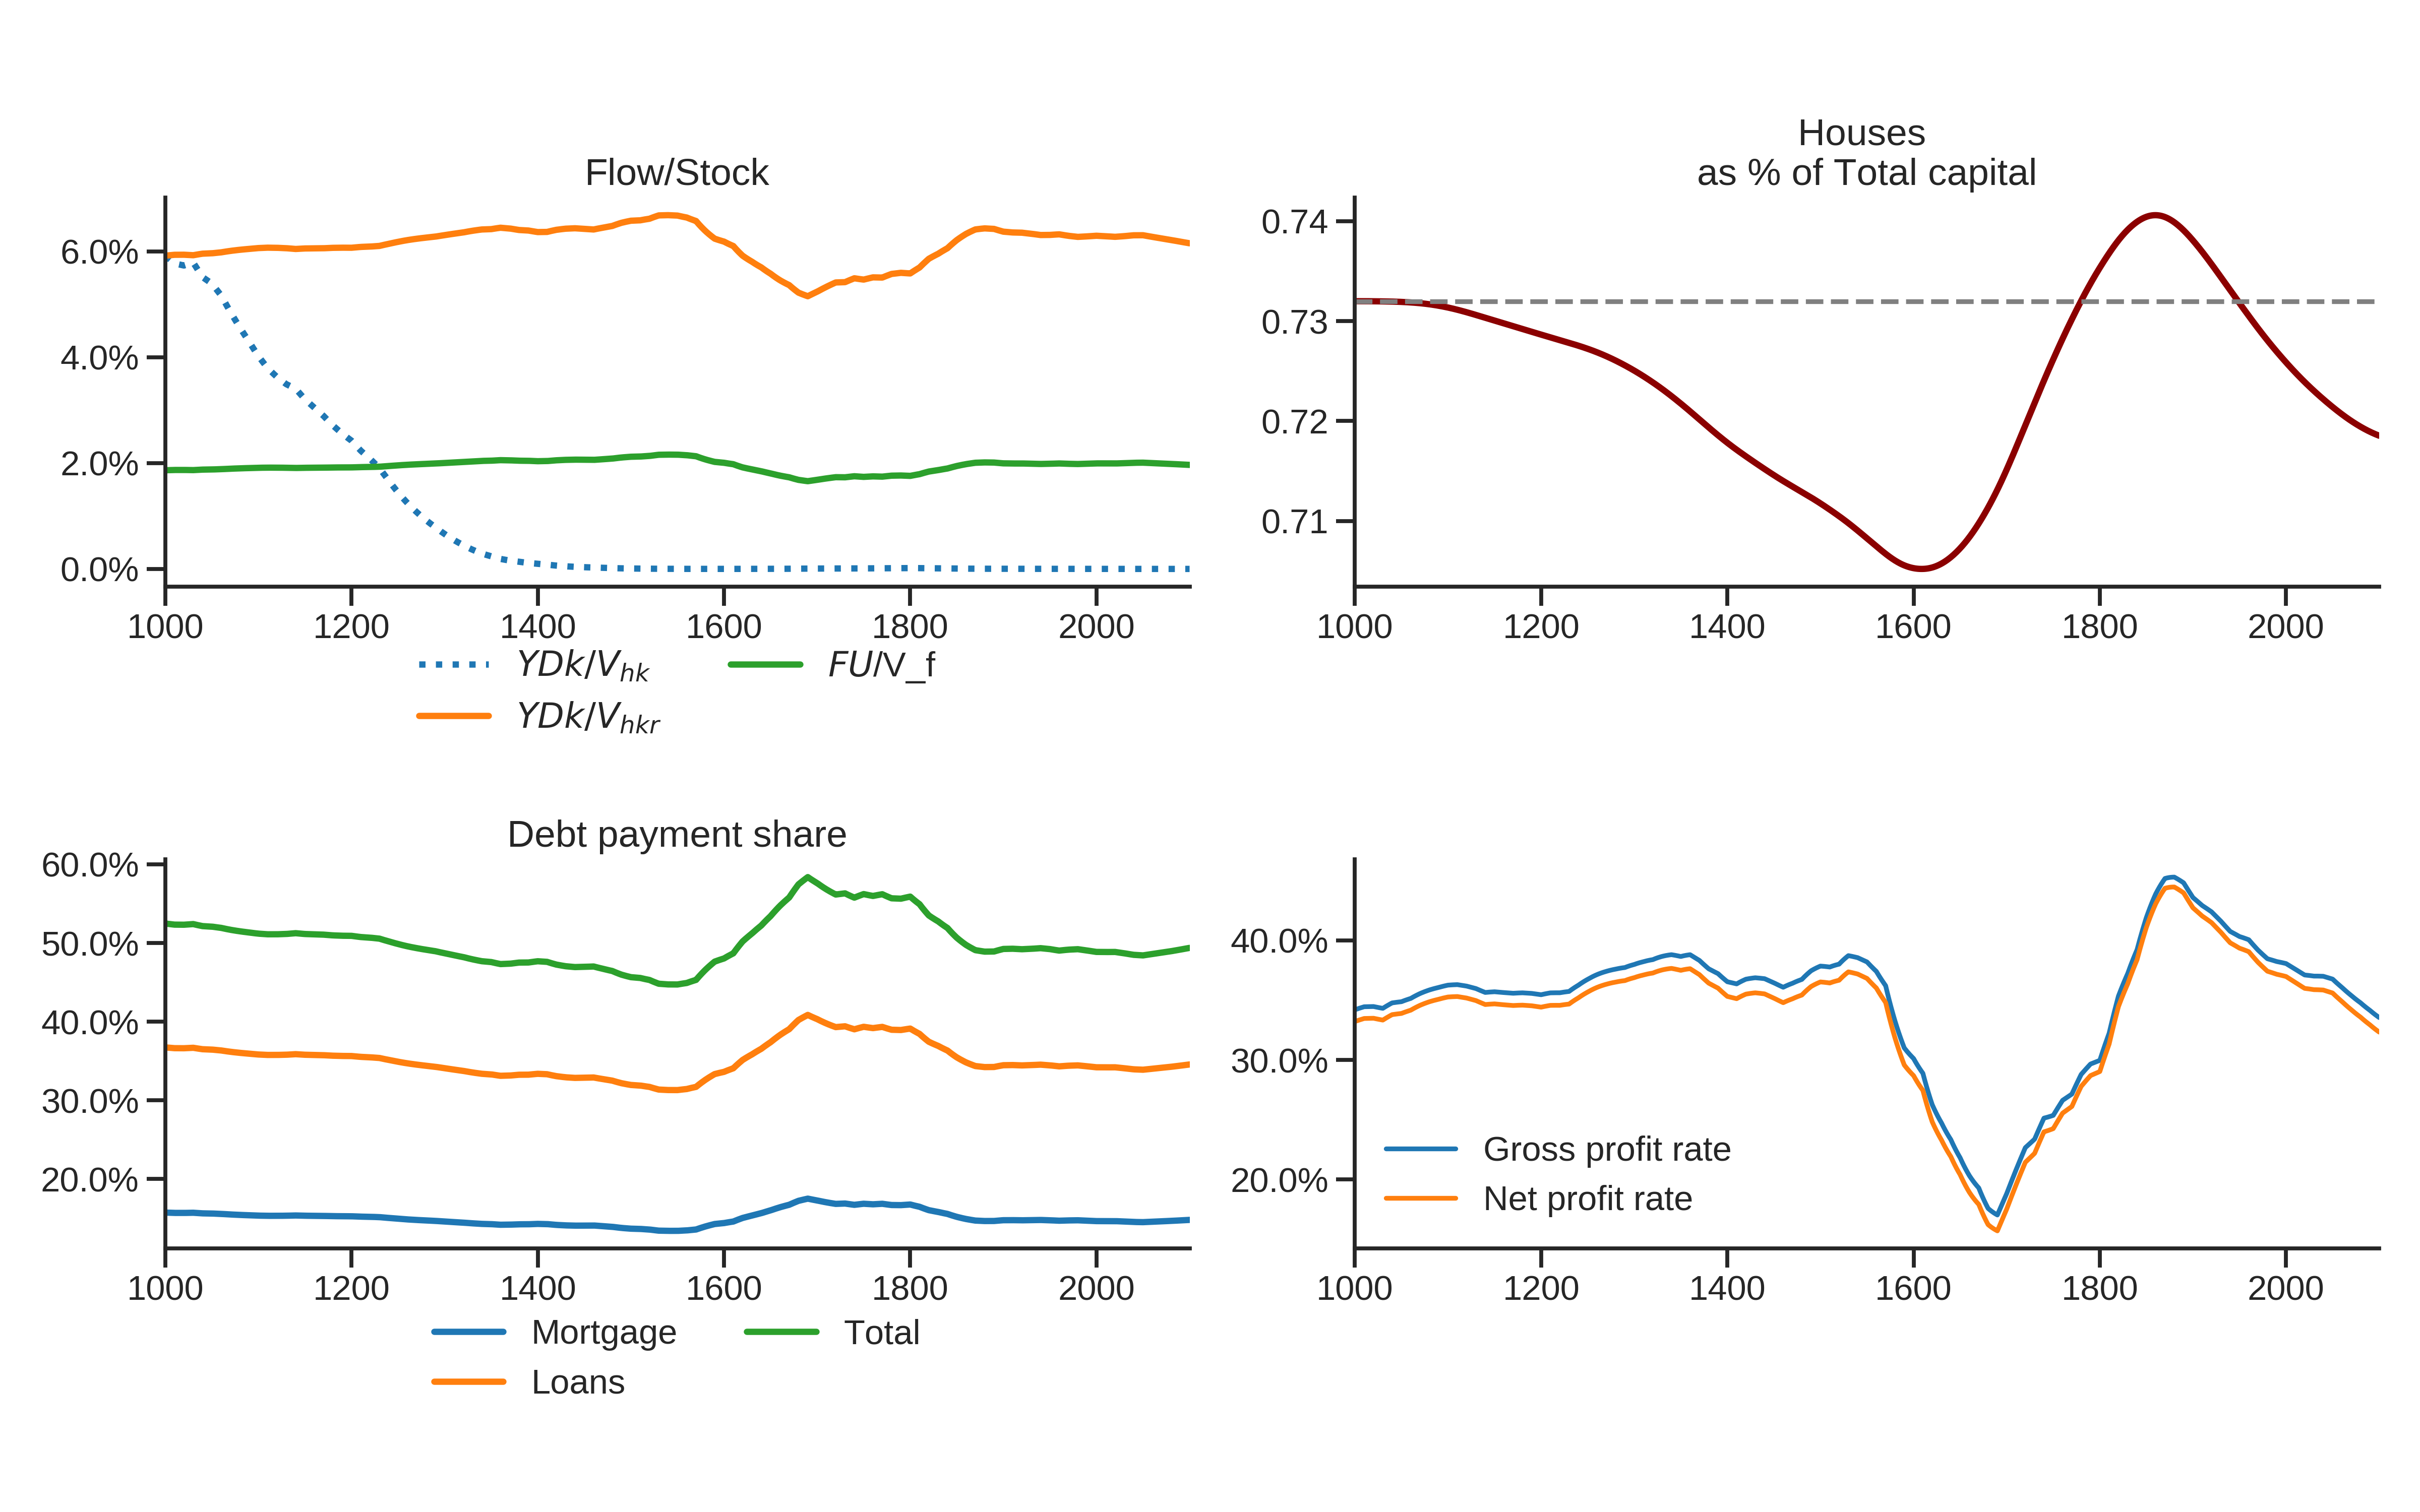 Flow/Stock
6.0%
4.0%
2.0%
0.0%
1000 1200 1400 1600 1800 2000
YDk/V_hk FU/V_f
YDk/V_hkr
Houses
as % of Total capital
0.74
0.73
0.72
0.71
1000 1200 1400 1600 1800 2000
Debt payment share
60.0%
50.0%
40.0%
30.0%
20.0%
1000 1200 1400 1600 1800 2000
Mortgage Total
Loans
40.0%
30.0%
20.0%
Gross profit rate
Net profit rate
1000 1200 1400 1600 1800 2000